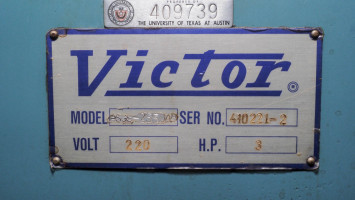 409739
THE UNIVERSITY OF TEXAS AT AUSTIN
Victor®
MODEL SER NO. 410221-2
VOLT 220 H.P. 3